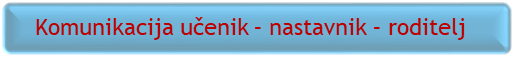 Komunikacija učenik – nastavnik – roditelj